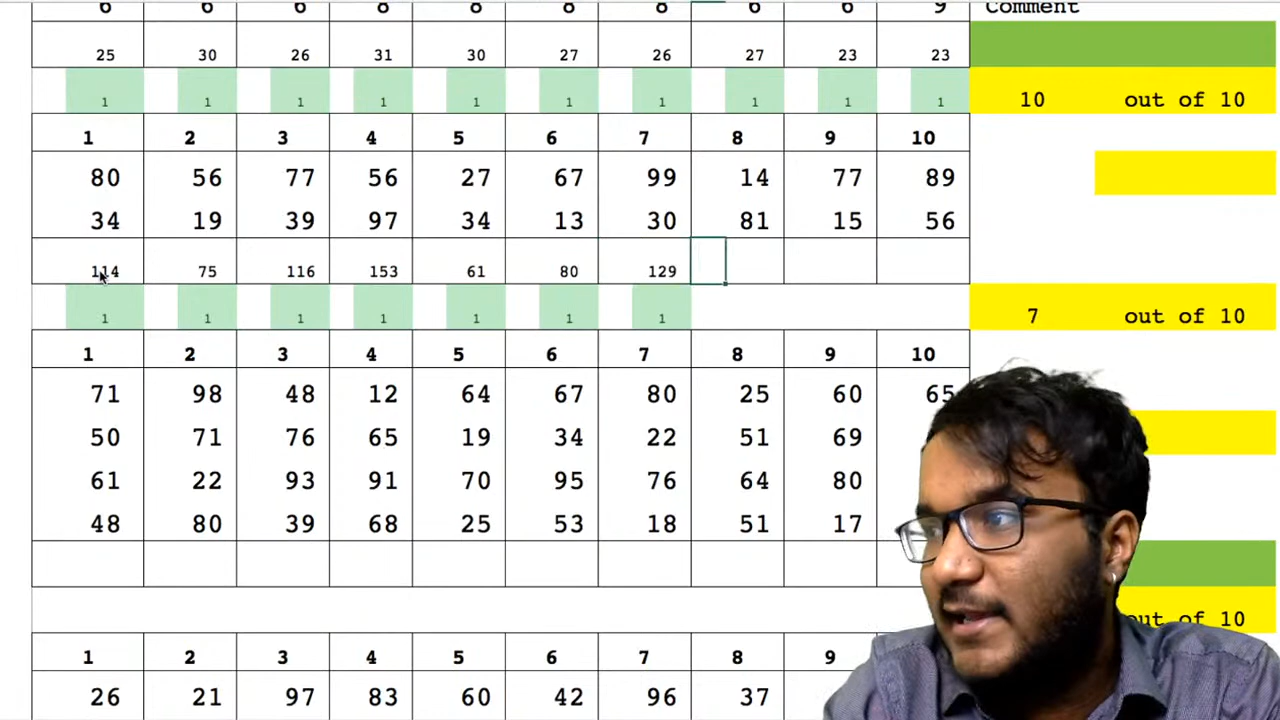 6 6 6 8 8 8 8 6 6 9 Comment
25 30 26 31 30 27 26 27 23 23
1 1 1 1 1 1 1 1 1 1 10 out of 10
1 2 3 4 5 6 7 8 9 10
80 56 77 56 27 67 99 14 77 89
34 19 39 97 34 13 30 81 15 56
114 75 116 153 61 80 129
1 1 1 1 1 1 1 7 out of 10
1 2 3 4 5 6 7 8 9 10
71 98 48 12 64 67 80 25 60 65
50 71 76 65 19 34 22 51 69
61 22 93 91 70 95 76 64 80
48 80 39 68 25 53 18 51 17
out of 10
1 2 3 4 5 6 7 8 9
26 21 97 83 60 42 96 37